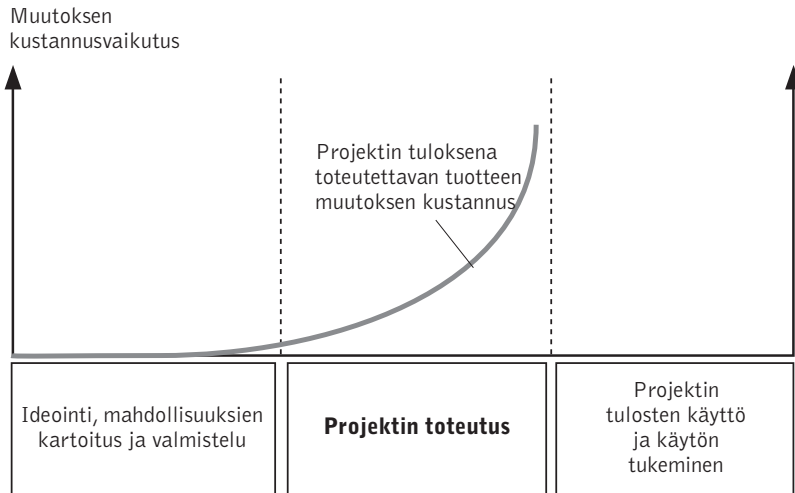 Muutoksen
kustannusvaikutus
Projektin tuloksena
toteutettavan tuotteen
muutoksen kustannus
Ideointi, mahdollisuuksien
kartoitus ja valmistelu
Projektin toteutus
Projektin
tulosten käyttö
ja käytön
tukeminen